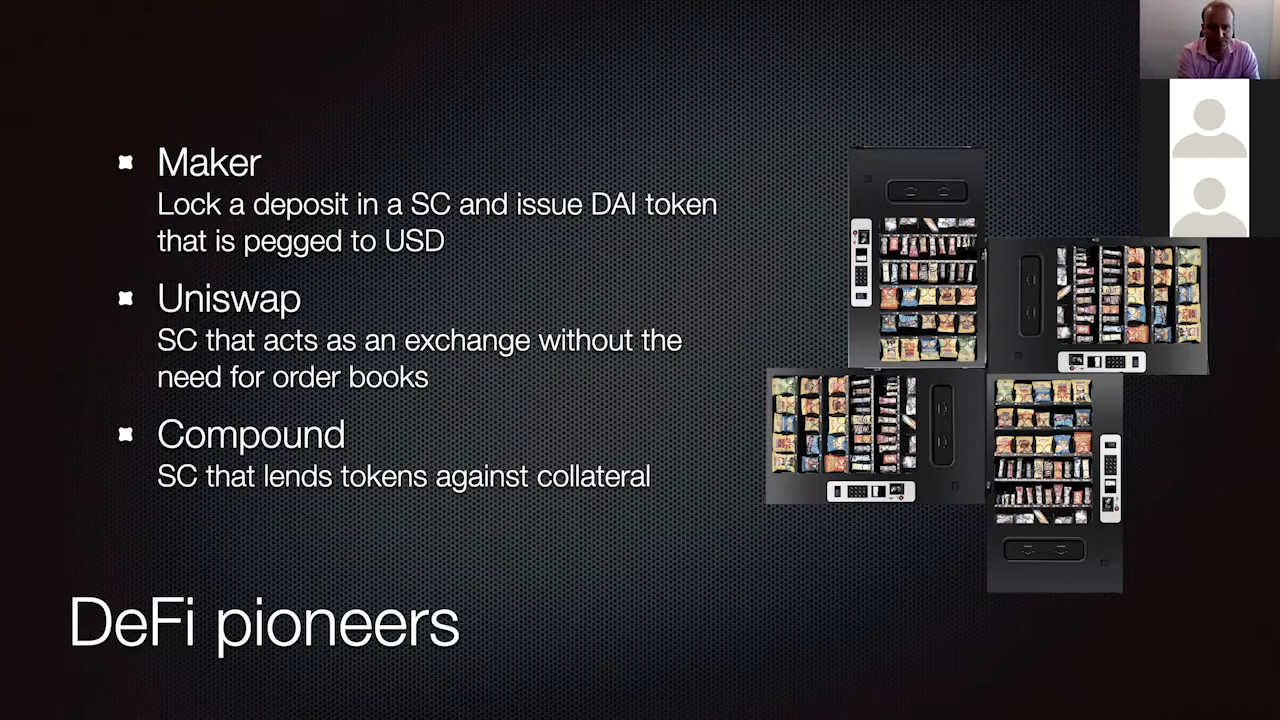 Maker
Lock a deposit in a SC and issue DAI token
that is pegged to USD
Uniswap
SC that acts as an exchange without the
need for order books
Compound
SC that lends tokens against collateral
DeFi pioneers